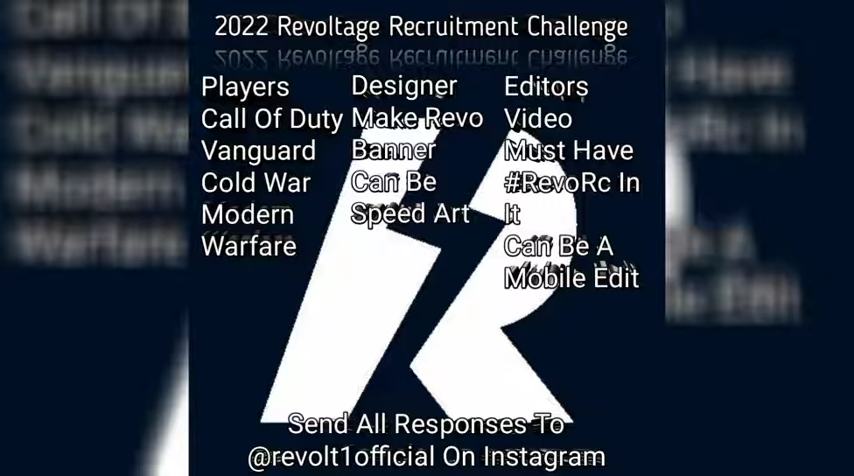 2022 Revoltage Recruitment Challenge
Players
Call Of Duty
Vanguard
Cold War
Modern
Warfare
Designer
Make Revo
Banner
Can Be
Speed Art
Editors
Video
Must Have
#RevoRc In
It
Can Be A
Mobile Edit
Send All Responses To
@revolt1official On Instagram